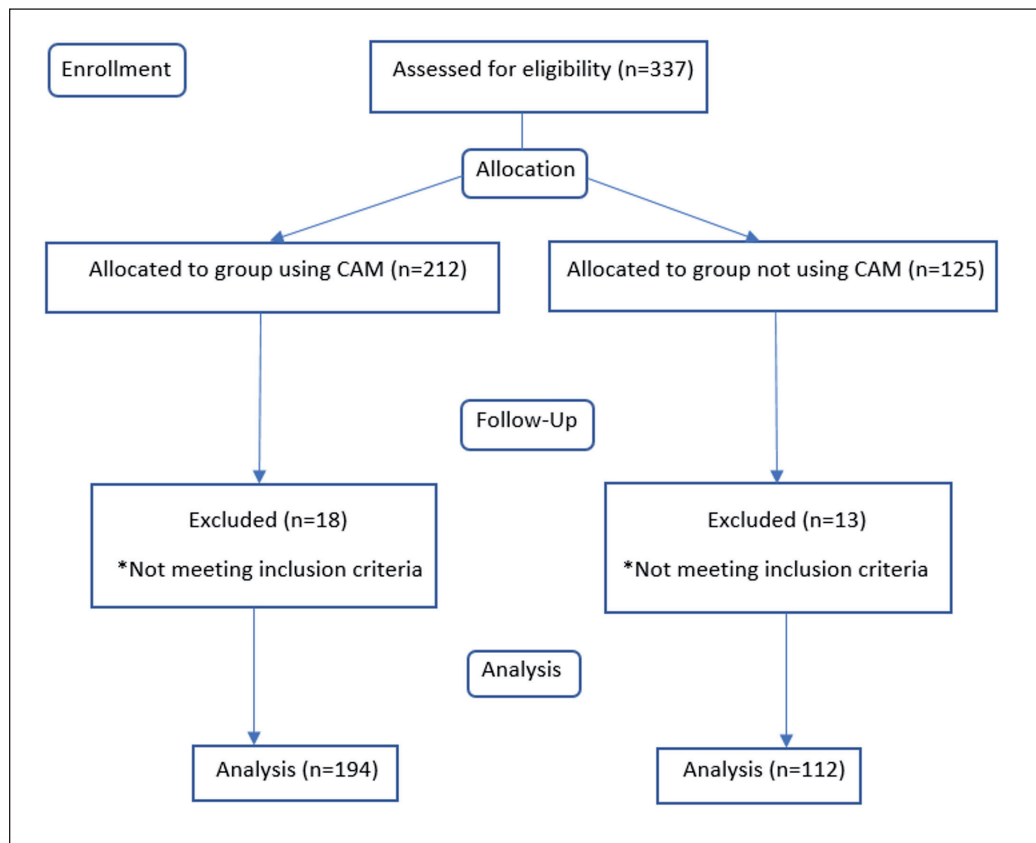 Enrollment
Assessed for eligibility (n=337)
Allocation
Allocated to group using CAM (n=212)
Allocated to group not using CAM (n=125)
Follow-Up
Excluded (n=18)
*Not meeting inclusion criteria
Excluded (n=13)
*Not meeting inclusion criteria
Analysis
Analysis (n=194)
Analysis (n=112)